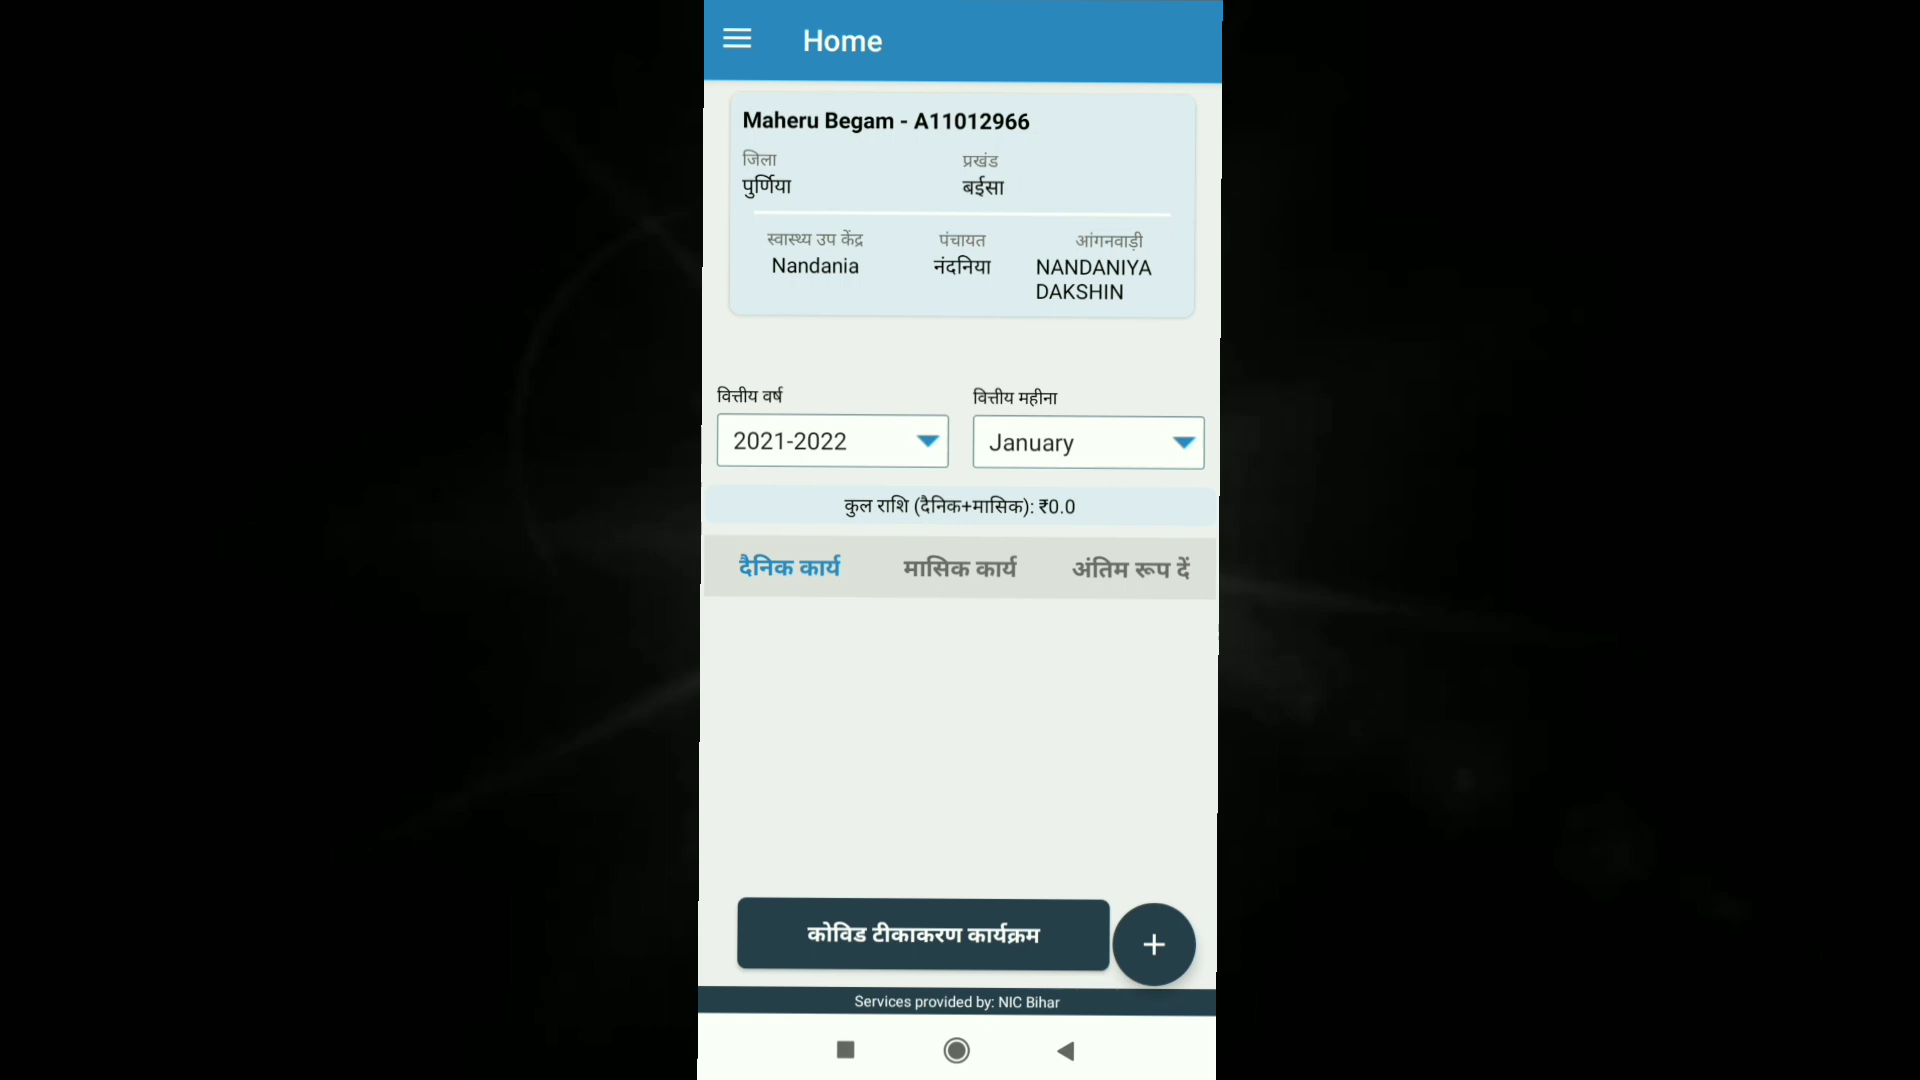 Home
Maheru Begam - A11012966
जिला प्रखंड
पुर्णिया बईसा
स्वास्थ्य उप केंद्र पंचायत आंगनवाड़ी
Nandania नंदनिया NANDANIYA
DAKSHIN
वित्तीय वर्ष वित्तीय महीना
2021-2022 January
कुल राशि (दैनिक+मासिक): ₹0.0
दैनिक कार्य मासिक कार्य अंतिम रूप दें
कोविड टीकाकरण कार्यक्रम +
Services provided by: NIC Bihar